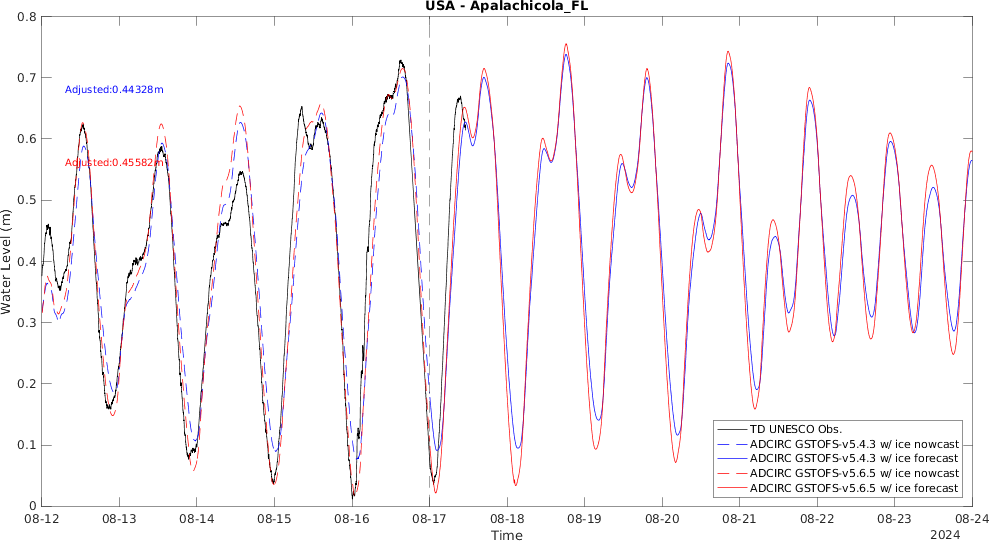 USA - Apalachicola_FL
0.8
0.7
0.6
0.5
0.4
0.3
0.2
0.1
0
Water Level (m)
Adjusted:0.44328m
Adjusted:0.45582m
TD UNESCO Obs.
ADCIRC GSTOFS-v5.4.3 w/ ice nowcast
ADCIRC GSTOFS-v5.4.3 w/ ice forecast
ADCIRC GSTOFS-v5.6.5 w/ ice nowcast
ADCIRC GSTOFS-v5.6.5 w/ ice forecast
08-12 08-13 08-14 08-15 08-16 08-17 08-18 08-19 08-20 08-21 08-22 08-23 08-24
Time
2024